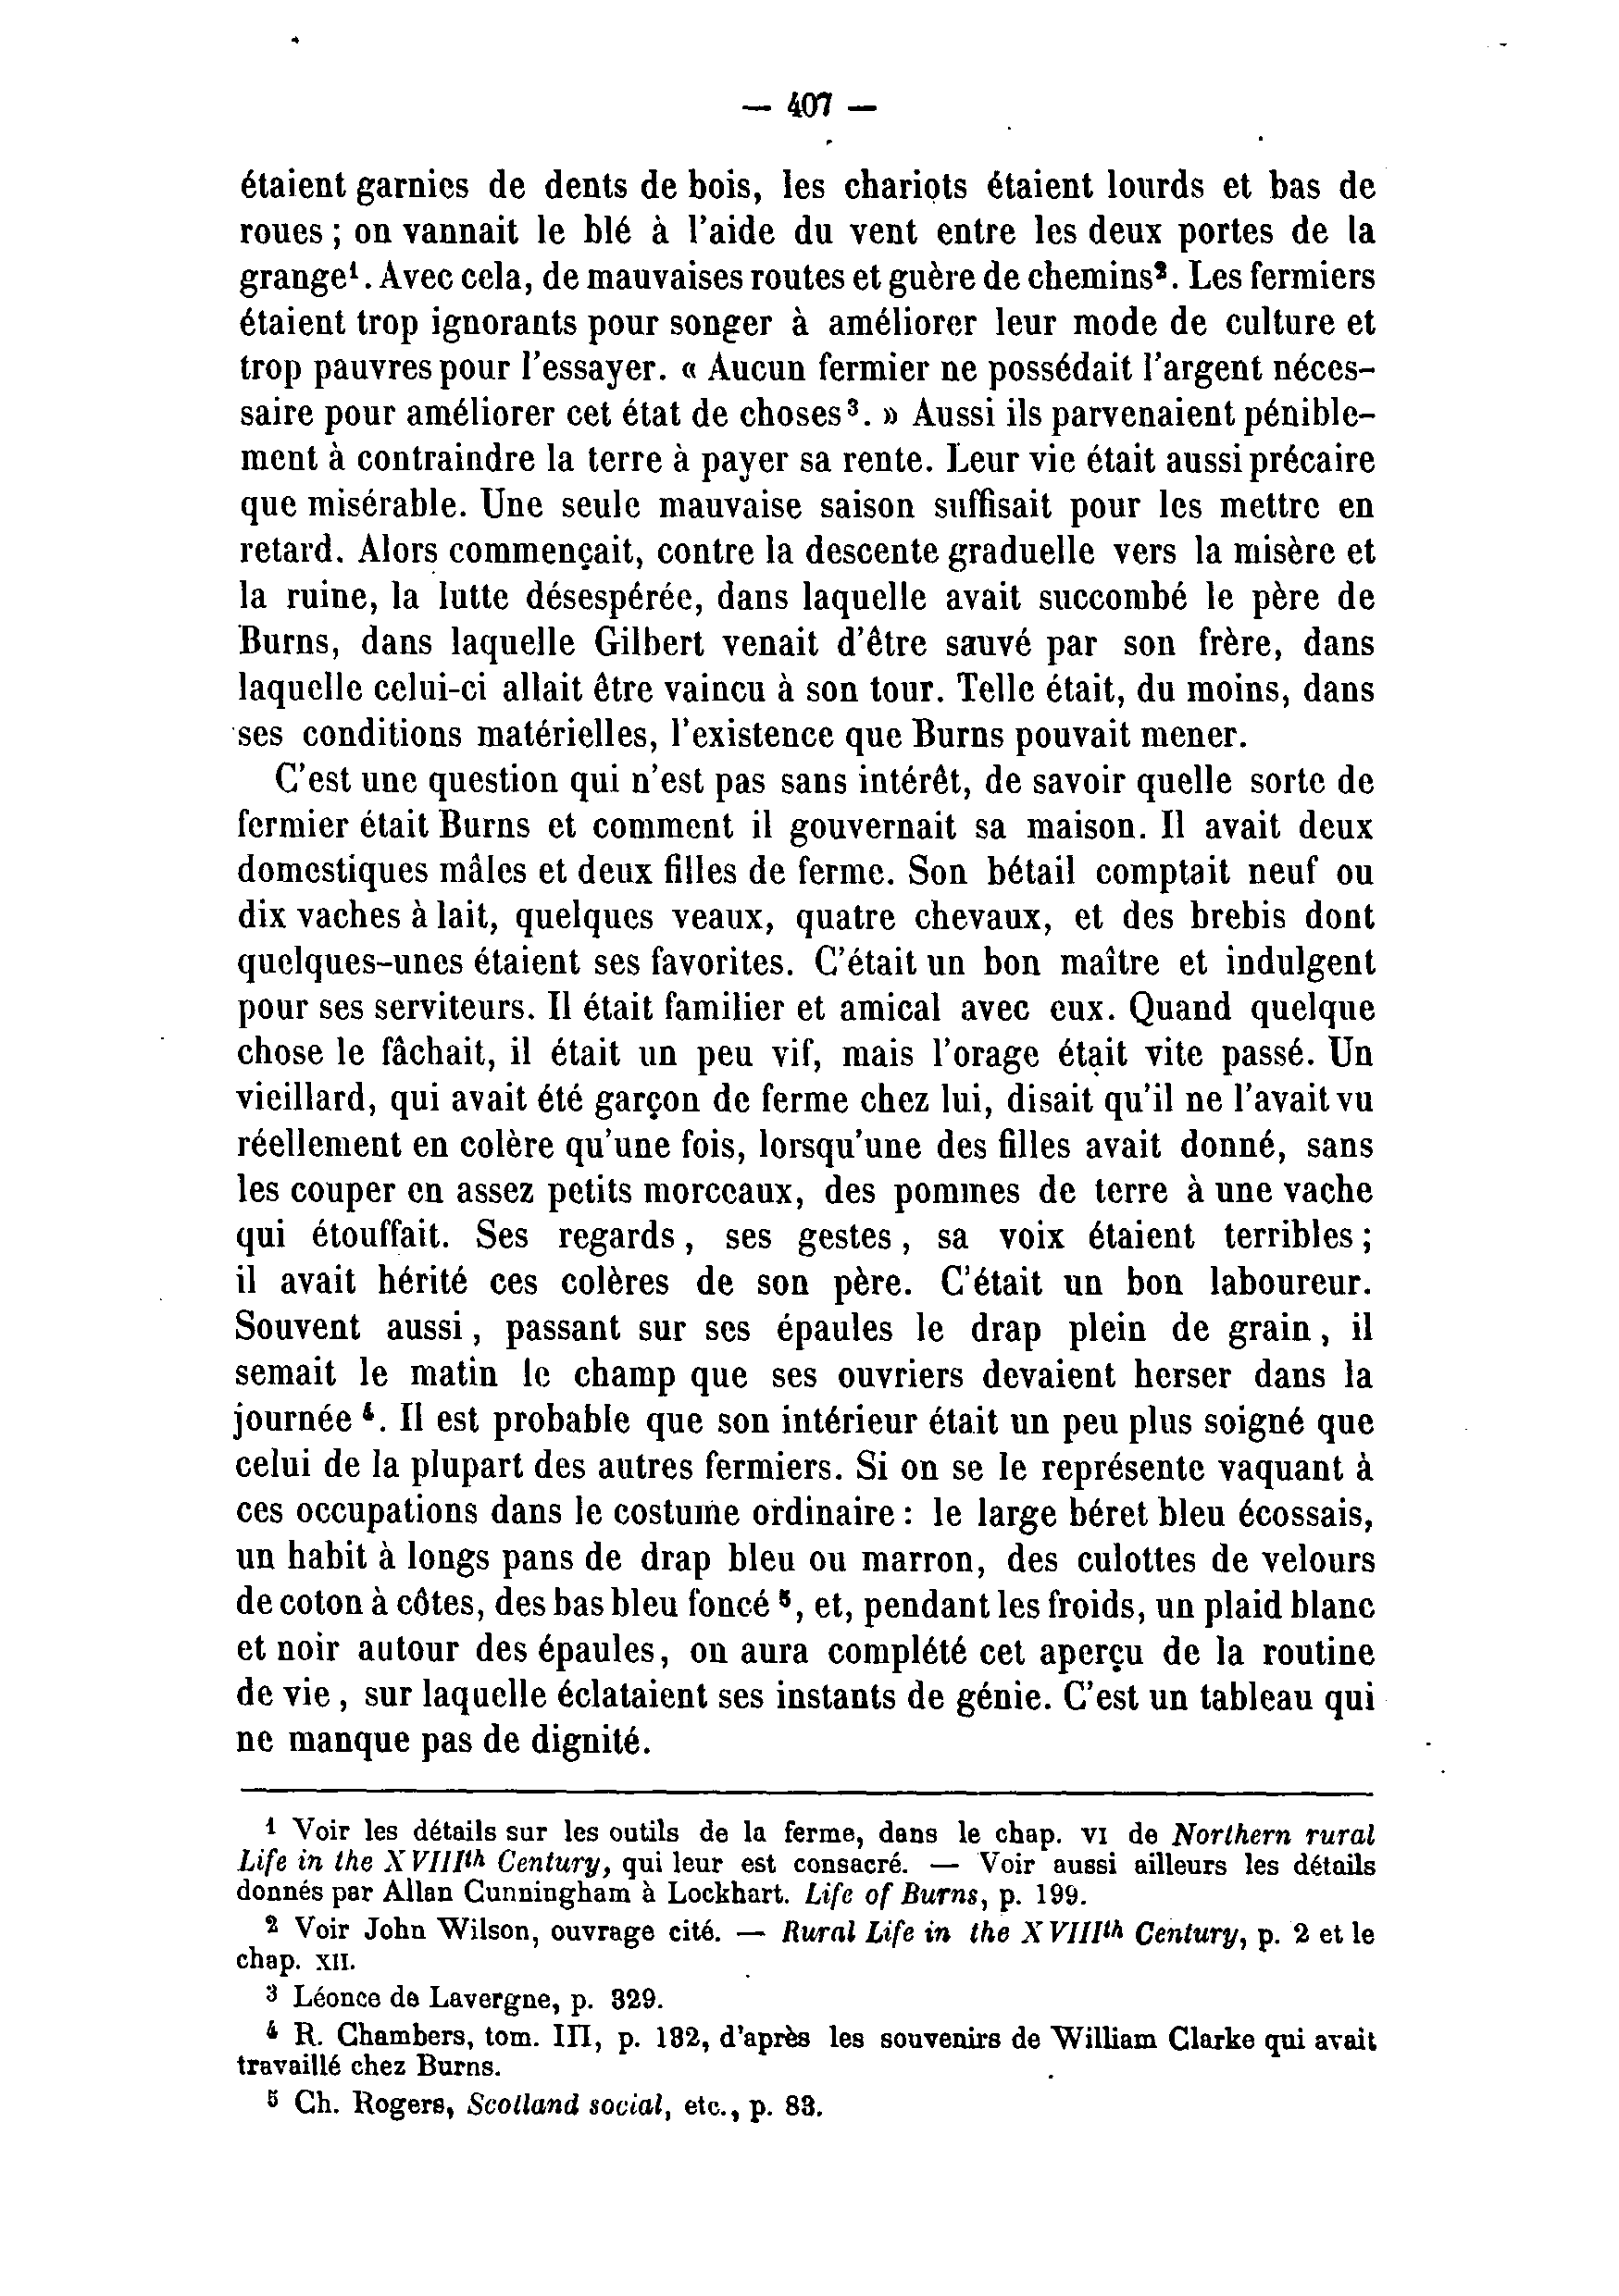 — 407 —
étaient garnies de dents de bois, les chariots étaient lourds et bas de
roues ; on vannait le blé à l'aide du vent entre les deux portes de la
grange¹. Avec cela, de mauvaises routes et guère de chemins². Les fermiers
étaient trop ignorants pour songer à améliorer leur mode de culture et
trop pauvres pour l'essayer. « Aucun fermier ne possédait l'argent néces-
saire pour améliorer cet état de choses³. » Aussi ils parvenaient pénible-
ment à contraindre la terre à payer sa rente. Leur vie était aussi précaire
que misérable. Une seule mauvaise saison suffisait pour les mettre en
retard. Alors commençait, contre la descente graduelle vers la misère et
la ruine, la lutte désespérée, dans laquelle avait succombé le père de
Burns, dans laquelle Gilbert venait d'être sauvé par son frère, dans
laquelle celui-ci allait être vaincu à son tour. Telle était, du moins, dans
ses conditions matérielles, l'existence que Burns pouvait mener.
C'est une question qui n'est pas sans intérêt, de savoir quelle sorte de
fermier était Burns et comment il gouvernait sa maison. Il avait deux
domestiques mâles et deux filles de ferme. Son bétail comptait neuf ou
dix vaches à lait, quelques veaux, quatre chevaux, et des brebis dont
quelques-unes étaient ses favorites. C'était un bon maître et indulgent
pour ses serviteurs. Il était familier et amical avec eux. Quand quelque
chose le fâchait, il était un peu vif, mais l'orage était vite passé. Un
vieillard, qui avait été garçon de ferme chez lui, disait qu'il ne l'avait vu
réellement en colère qu'une fois, lorsqu'une des filles avait donné, sans
les couper en assez petits morceaux, des pommes de terre à une vache
qui étouffait. Ses regards, ses gestes, sa voix étaient terribles ;
il avait hérité ces colères de son père. C'était un bon laboureur.
Souvent aussi, passant sur ses épaules le drap plein de grain, il
semait le matin le champ que ses ouvriers devaient herser dans la
journée ⁴. Il est probable que son intérieur était un peu plus soigné que
celui de la plupart des autres fermiers. Si on se le représente vaquant à
ces occupations dans le costume ordinaire : le large béret bleu écossais,
un habit à longs pans de drap bleu ou marron, des culottes de velours
de coton à côtes, des bas bleu foncé ⁵, et, pendant les froids, un plaid blanc
et noir autour des épaules, on aura complété cet aperçu de la routine
de vie, sur laquelle éclataient ses instants de génie. C'est un tableau qui
ne manque pas de dignité.
¹ Voir les détails sur les outils de la ferme, dans le chap. VI de Northern rural
Life in the XVIIIth Century, qui leur est consacré. — Voir aussi ailleurs les détails
donnés par Allan Cunningham à Lockhart. Life of Burns, p. 199.
² Voir John Wilson, ouvrage cité. — Rural Life in the XVIIIth Century, p. 2 et le
chap. XII.
³ Léonce de Lavergne, p. 329.
⁴ R. Chambers, tom. III, p. 182, d'après les souvenirs de William Clarke qui avait
travaillé chez Burns.
⁵ Ch. Rogers, Scotland social, etc., p. 83.